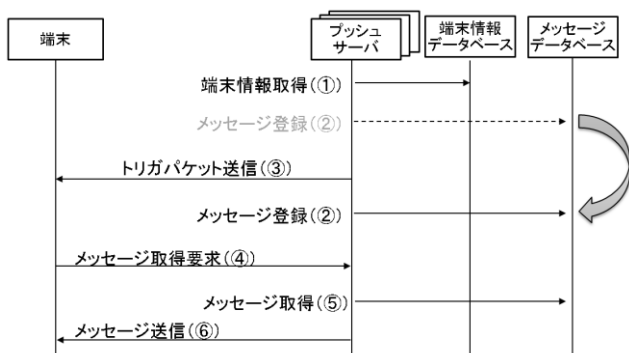 端末
プッシュ
サーバ
端末情報
データベース
メッセージ
データベース
端末情報取得(①)
メッセージ登録(②)
トリガパケット送信(③)
メッセージ登録(②)
メッセージ取得要求(④)
メッセージ取得(⑤)
メッセージ送信(⑥)